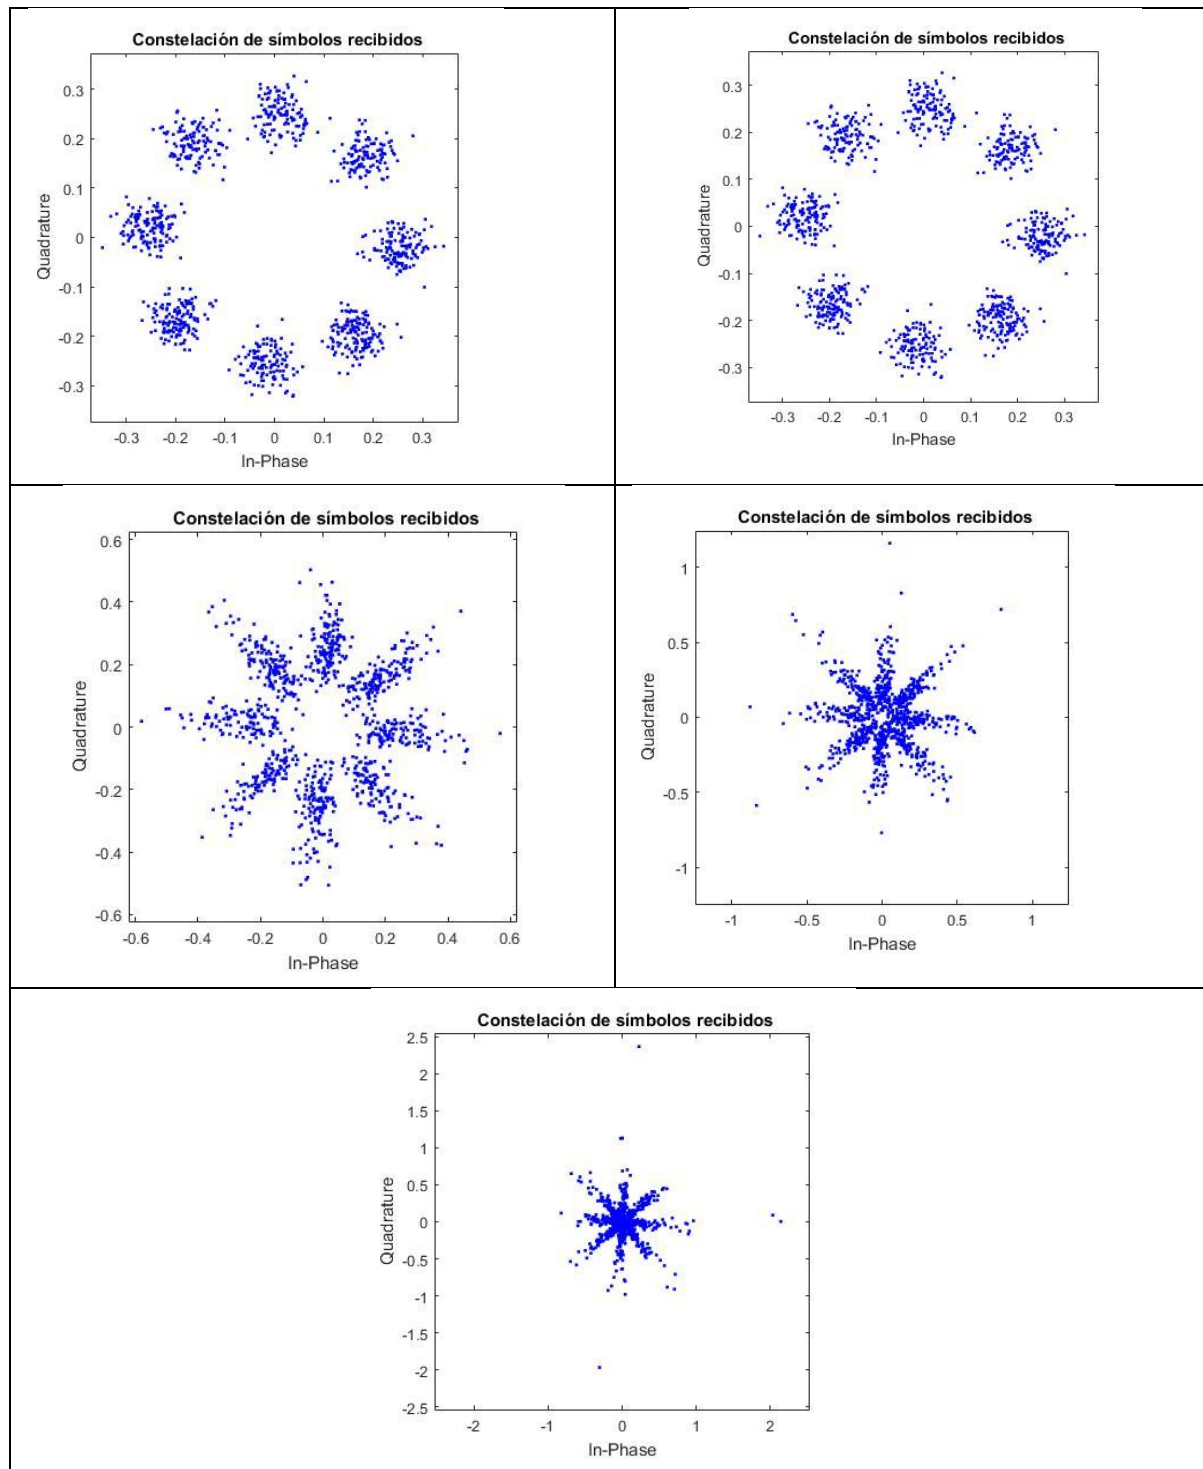 Constelación de símbolos recibidos
0.3
0.2
0.1
0
-0.1
-0.2
-0.3
Quadrature
-0.3 -0.2 -0.1 0 0.1 0.2 0.3
In-Phase
Constelación de símbolos recibidos
0.3
0.2
0.1
0
-0.1
-0.2
-0.3
Quadrature
-0.3 -0.2 -0.1 0 0.1 0.2 0.3
In-Phase
Constelación de símbolos recibidos
0.6
0.4
0.2
0
-0.2
-0.4
-0.6
Quadrature
-0.6 -0.4 -0.2 0 0.2 0.4 0.6
In-Phase
Constelación de símbolos recibidos
1
0.5
0
-0.5
-1
Quadrature
-1 -0.5 0 0.5 1
In-Phase
Constelación de símbolos recibidos
2.5
2
1.5
1
0.5
0
-0.5
-1
-1.5
-2
-2.5
Quadrature
-2 -1 0 1 2
In-Phase